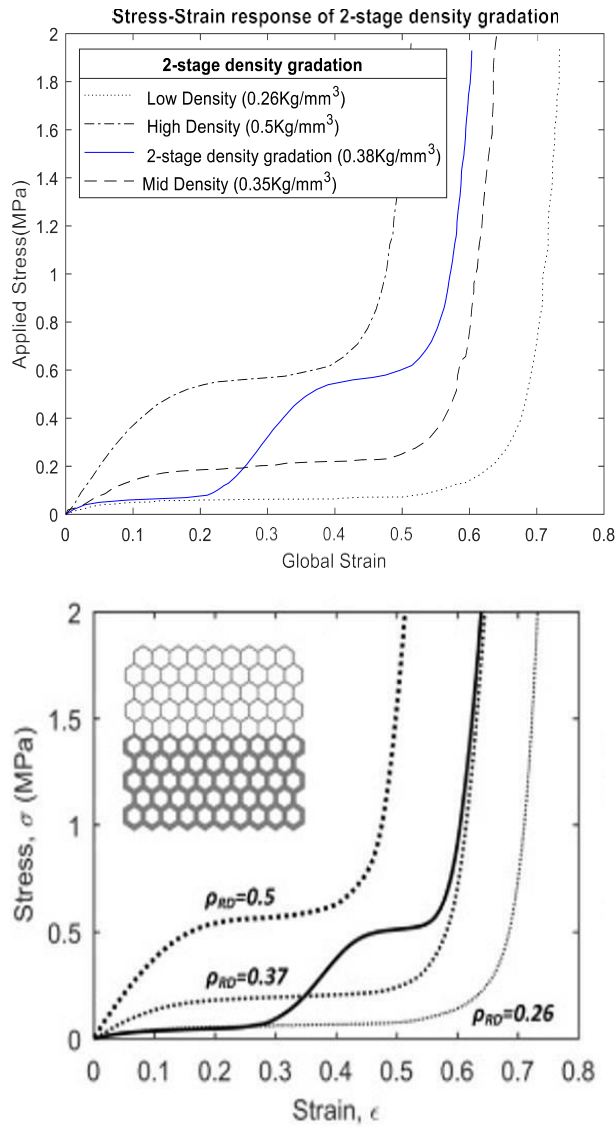 Stress-Strain response of 2-stage density gradation
2
1.8
1.6
1.4
1.2
1
0.8
0.6
0.4
0.2
0
Applied Stress(MPa)
2-stage density gradation
Low Density (0.26Kg/mm³)
High Density (0.5Kg/mm³)
2-stage density gradation (0.38Kg/mm³)
Mid Density (0.35Kg/mm³)
0 0.1 0.2 0.3 0.4 0.5 0.6 0.7 0.8
Global Strain
2
1.5
1
0.5
0
Stress, σ (MPa)
ρRD=0.5
ρRD=0.37
ρRD=0.26
0 0.1 0.2 0.3 0.4 0.5 0.6 0.7 0.8
Strain, ϵ